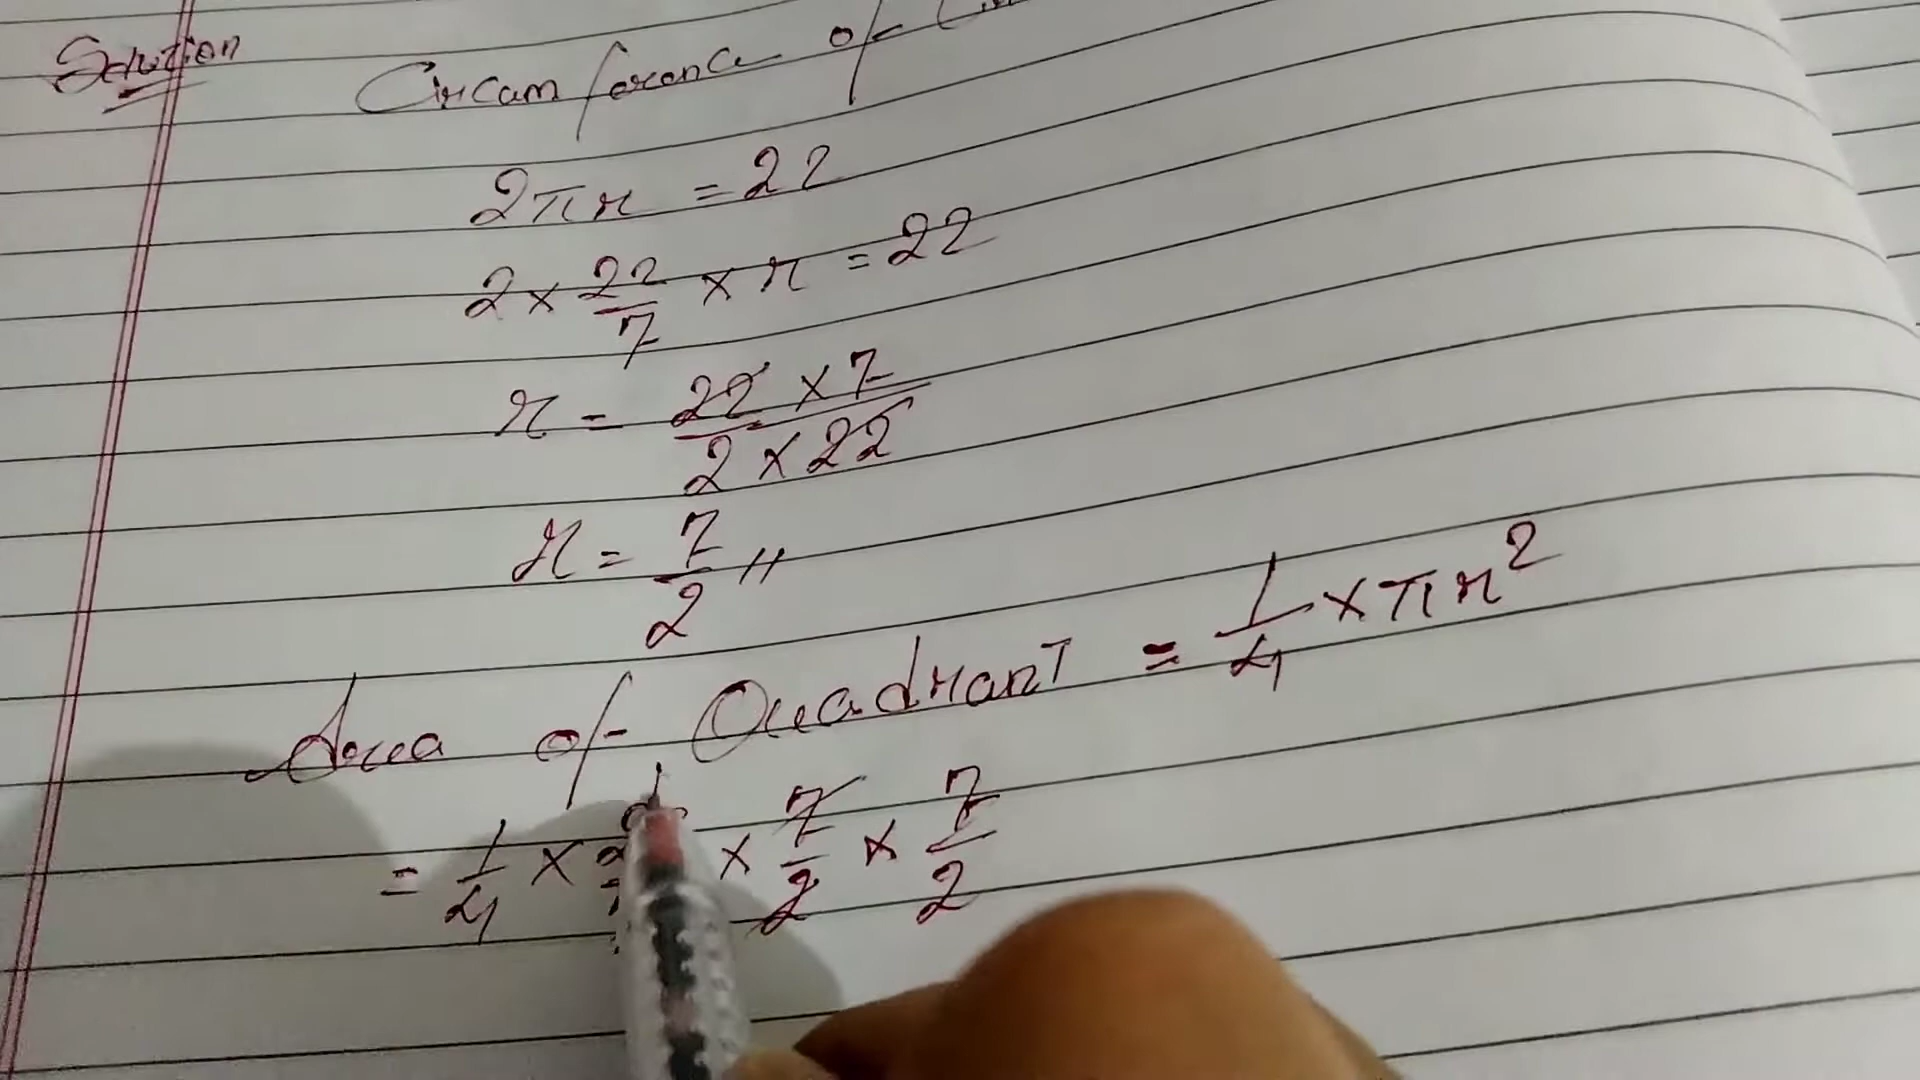 Solution
Circamference of
2πr = 22
2 × 22/7 × r = 22
r = 22 × 7 / 2 × 22
r = 7/2 "
Area of Quadrant = 1/4 × πr²
= 1/4 × × 7/2 × 7/2